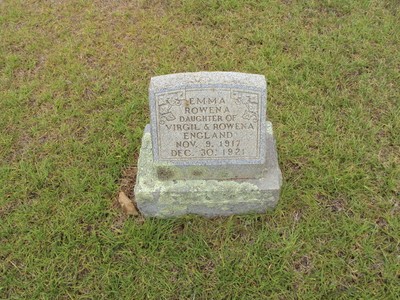 EMMA
ROWENA
DAUGHTER OF
VIRGIL & ROWENA
ENGLAND
NOV. 9, 1917
DEC. 30, 1921